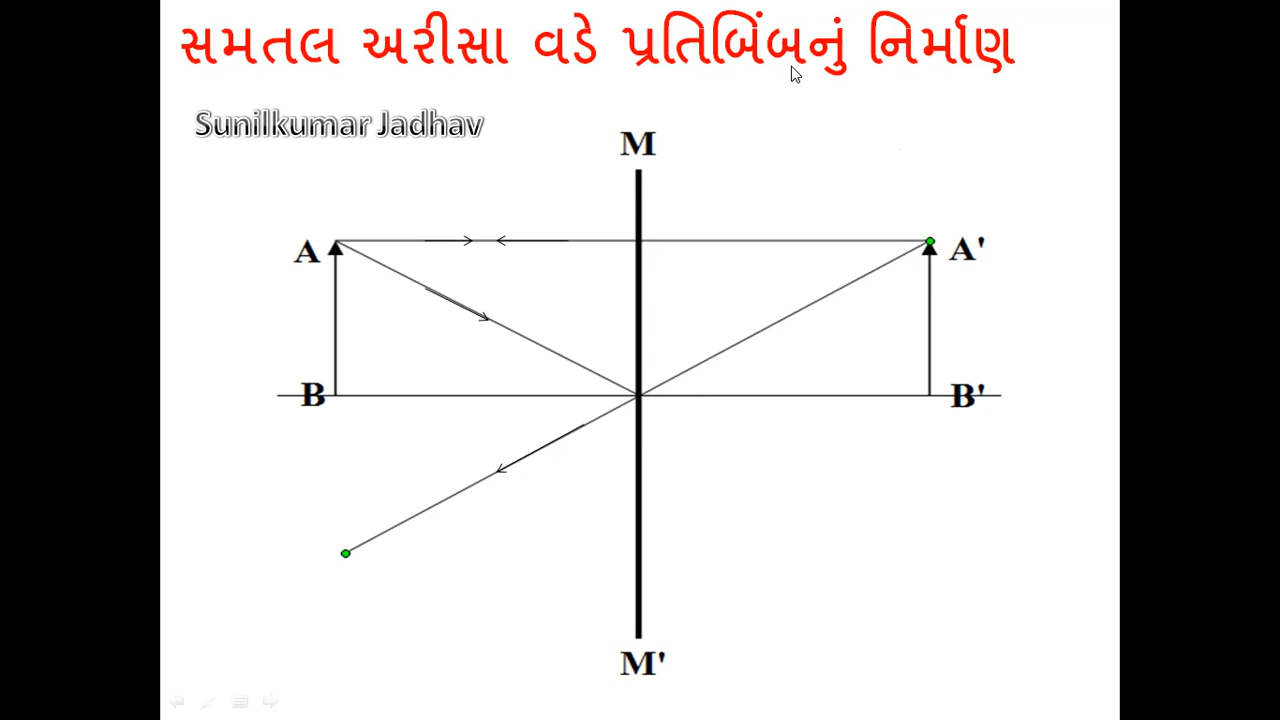 સમતલ અરીસા વડે પ્રતિબિંબનું નિર્માણ
Sunilkumar Jadhav
M
A
A'
B
B'
M'